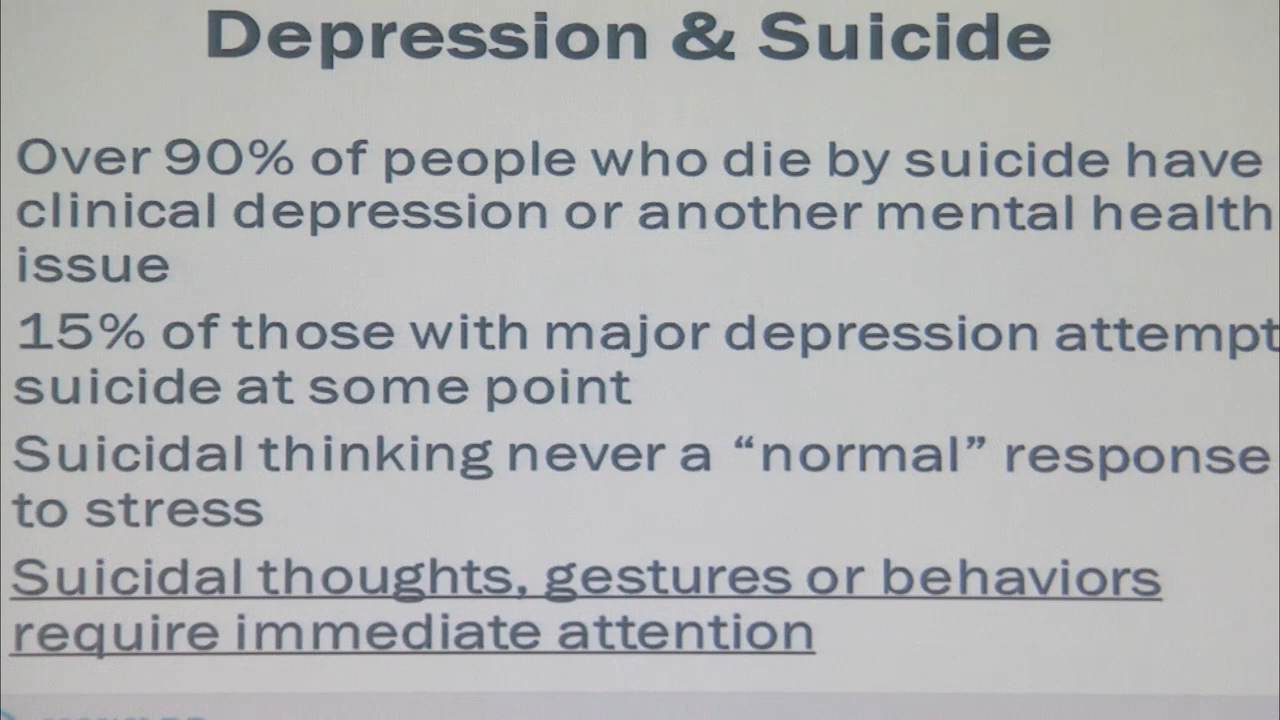 Depression & Suicide
Over 90% of people who die by suicide have
clinical depression or another mental health
issue
15% of those with major depression attempt
suicide at some point
Suicidal thinking never a “normal” response
to stress
Suicidal thoughts, gestures or behaviors
require immediate attention